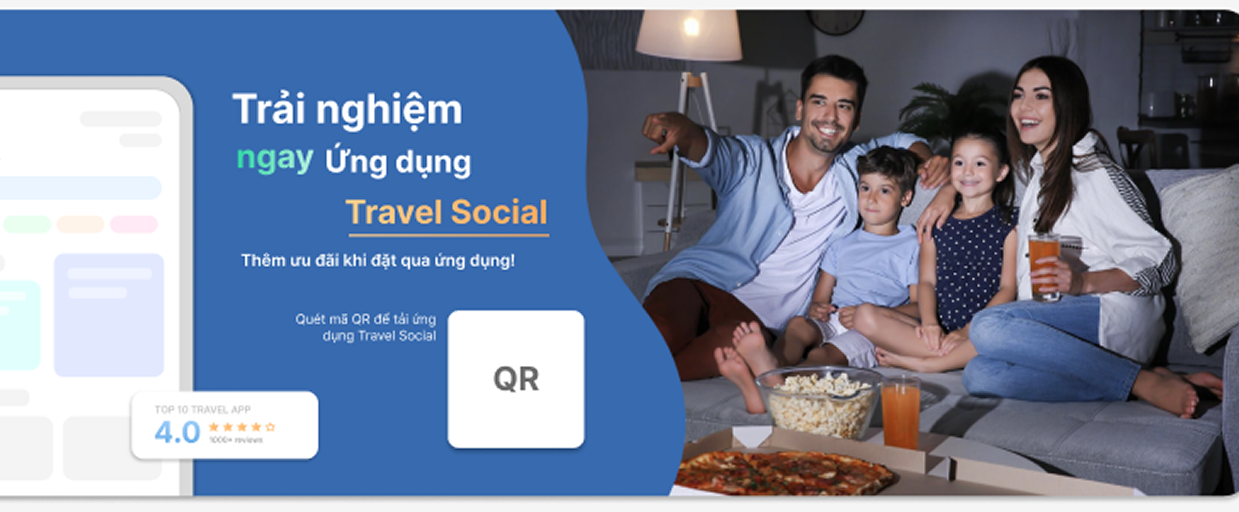 Trải nghiệm
ngay Ứng dụng
Travel Social
Thêm ưu đãi khi đặt qua ứng dụng!
Quét mã QR để tải ứng
dụng Travel Social
QR
TOP 10 TRAVEL APP
4.0
1000+ reviews